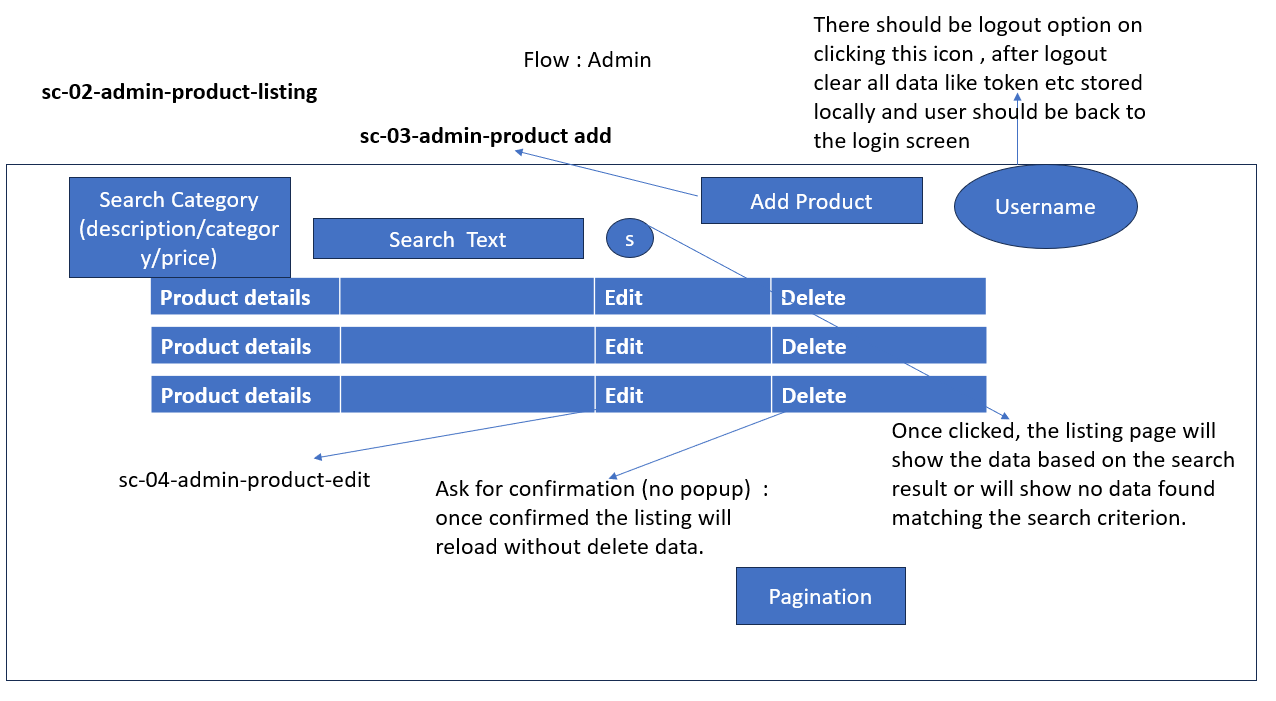 There should be logout option on
clicking this icon , after logout
clear all data like token etc stored
locally and user should be back to
the login screen
Flow : Admin
sc-02-admin-product-listing
sc-03-admin-product add
Search Category
(description/categor
y/price)
Search Text
s
Add Product
Username
Product details Edit Delete
Product details Edit Delete
Product details Edit Delete
sc-04-admin-product-edit
Ask for confirmation (no popup) :
once confirmed the listing will
reload without delete data.
Once clicked, the listing page will
show the data based on the search
result or will show no data found
matching the search criterion.
Pagination